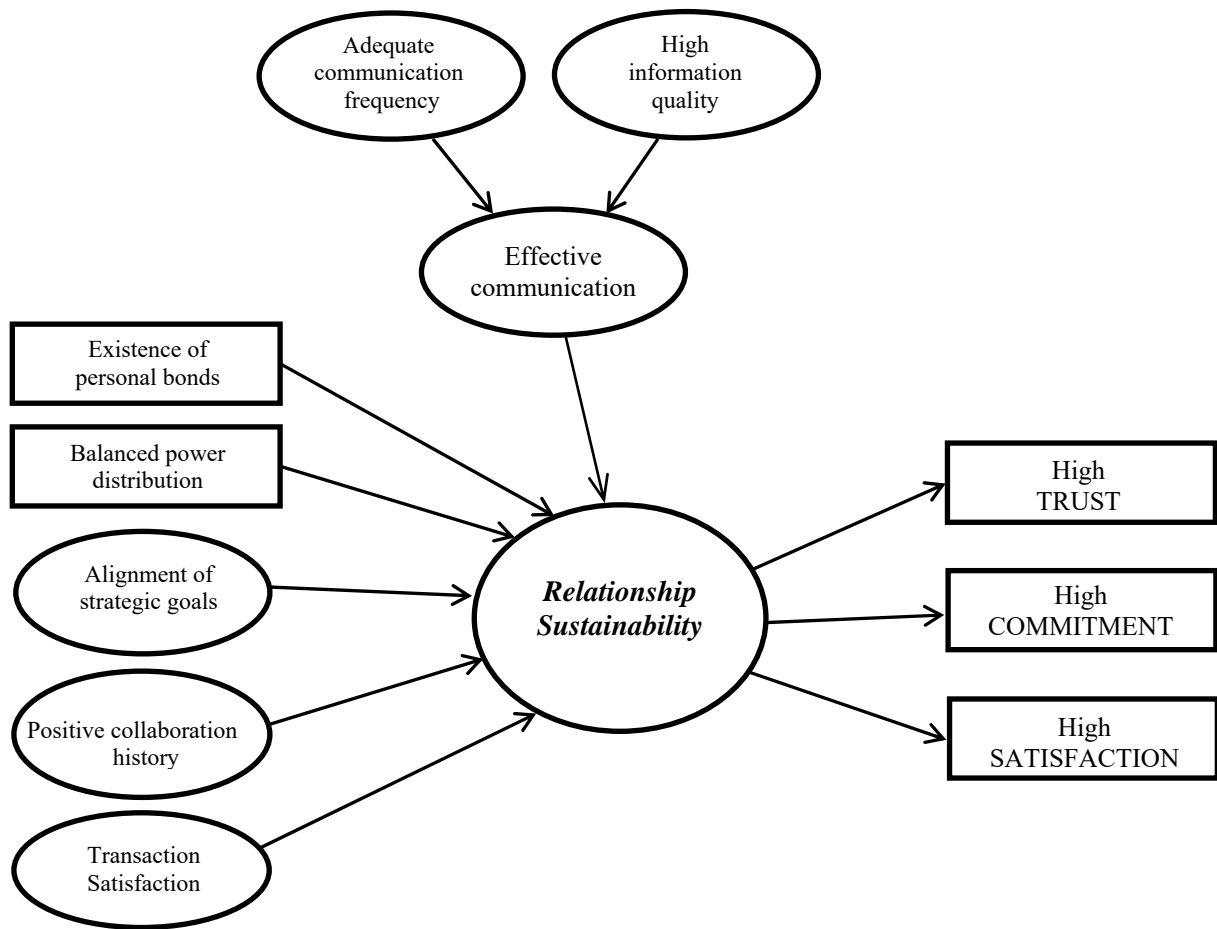 Adequate
communication
frequency
High
information
quality
Effective
communication
Existence of
personal bonds
Balanced power
distribution
Alignment of
strategic goals
Positive collaboration
history
Transaction
Satisfaction
Relationship
Sustainability
High
TRUST
High
COMMITMENT
High
SATISFACTION